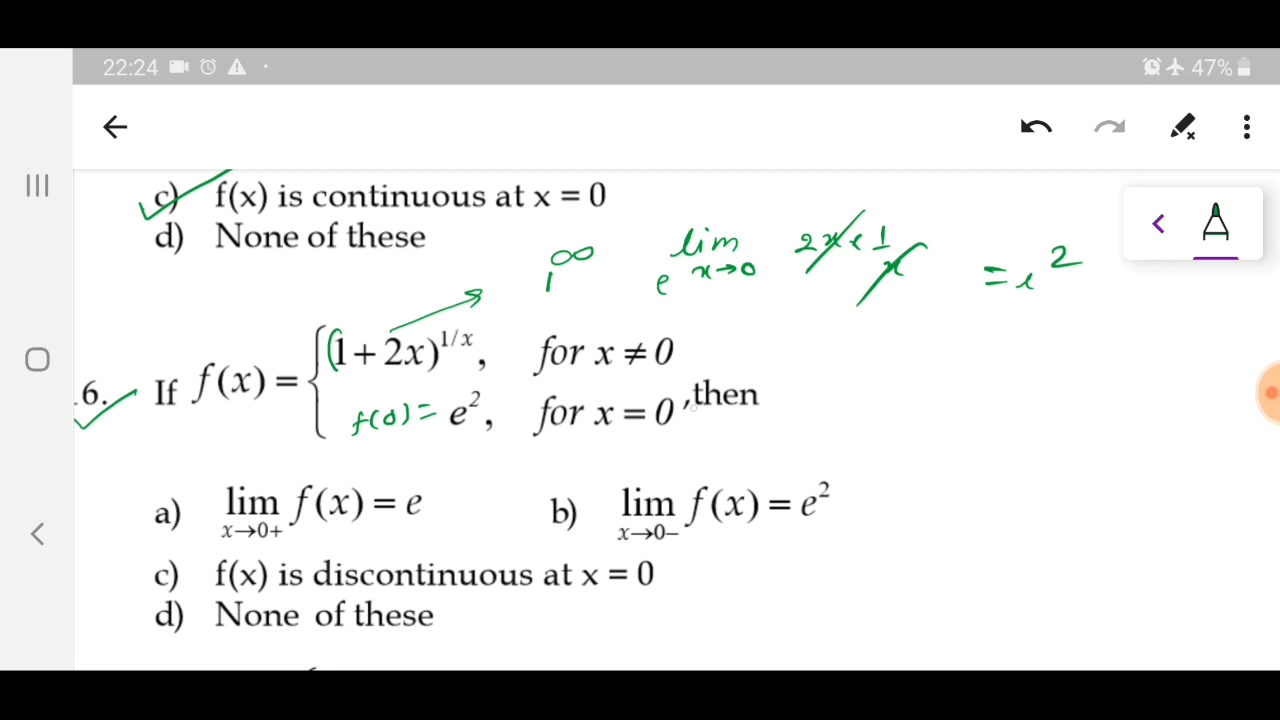 22:24
47%
c) f(x) is continuous at x = 0
d) None of these
1^∞ e^{lim x→0 2x × 1/x} = e^2
6. If f(x) = { (1 + 2x)^{1/x}, for x ≠ 0
f(0) = e^2, for x = 0 , then
a) lim x→0+ f(x) = e b) lim x→0− f(x) = e^2
c) f(x) is discontinuous at x = 0
d) None of these